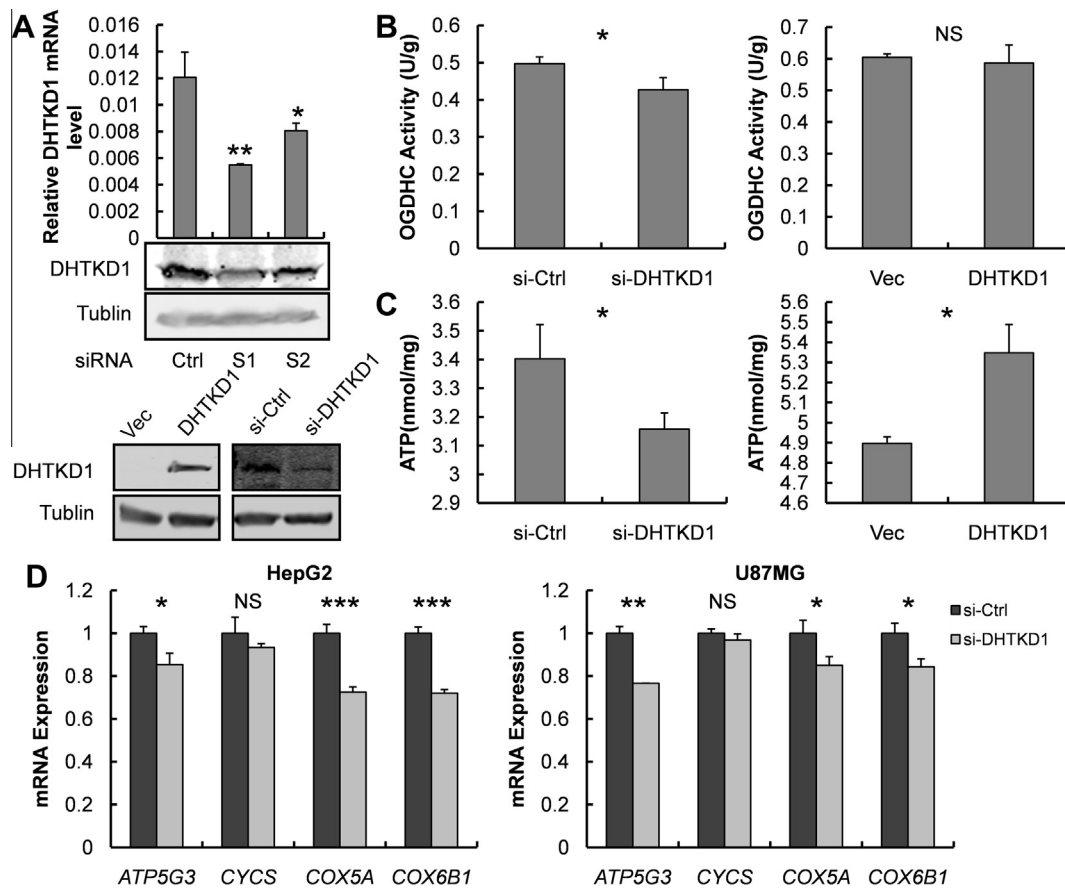 A
Relative DHTKD1 mRNA
level
0.016
0.014
0.012
0.01
0.008
0.006
0.004
0.002
0
**
*
DHTKD1
Tublin
siRNA
Ctrl
S1
S2
Vec
DHTKD1
si-Ctrl
si-DHTKD1
DHTKD1
Tublin
B
OGDHC Activity (U/g)
0.6
0.5
0.4
0.3
0.2
0.1
0
*
si-Ctrl
si-DHTKD1
OGDHC Activity (U/g)
0.7
0.6
0.5
0.4
0.3
0.2
0.1
0
NS
Vec
DHTKD1
C
ATP(nmol/mg)
3.6
3.5
3.4
3.3
3.2
3.1
3
2.9
*
si-Ctrl
si-DHTKD1
ATP(nmol/mg)
5.6
5.5
5.4
5.3
5.2
5.1
5
4.9
4.8
4.7
4.6
*
Vec
DHTKD1
D
HepG2
mRNA Expression
1.2
1
0.8
0.6
0.4
0.2
0
*
NS
***
***
ATP5G3
CYCS
COX5A
COX6B1
U87MG
mRNA Expression
1.2
1
0.8
0.6
0.4
0.2
0
**
NS
*
*
ATP5G3
CYCS
COX5A
COX6B1
si-Ctrl
si-DHTKD1